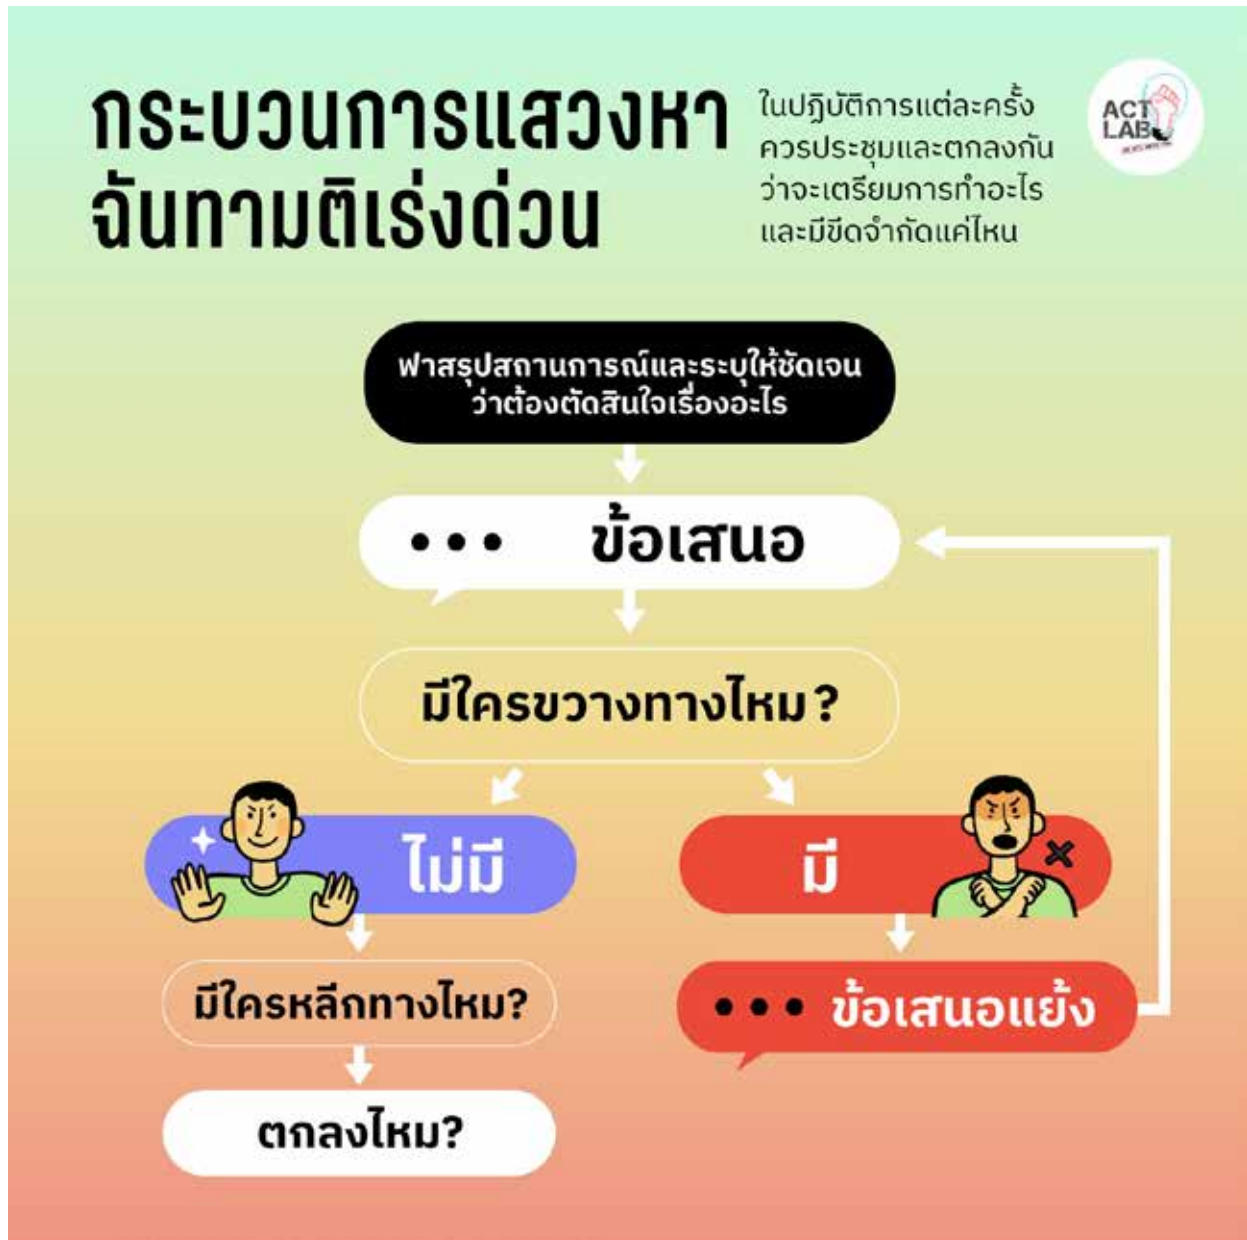 กระบวนการแสวงหา
ฉันทามติเร่งด่วน
ในปฏิบัติการแต่ละครั้ง
ควรประชุมและตกลงกัน
ว่าจะเตรียมการทำอะไร
และมีขีดจำกัดแค่ไหน
ACT
LAB
ฟาสรุปสถานการณ์และระบุให้ชัดเจน
ว่าต้องตัดสินใจเรื่องอะไร
••• ข้อเสนอ
มีใครขวางทางไหม?
ไม่มี
มี
มีใครหลีกทางไหม?
••• ข้อเสนอแย้ง
ตกลงไหม?